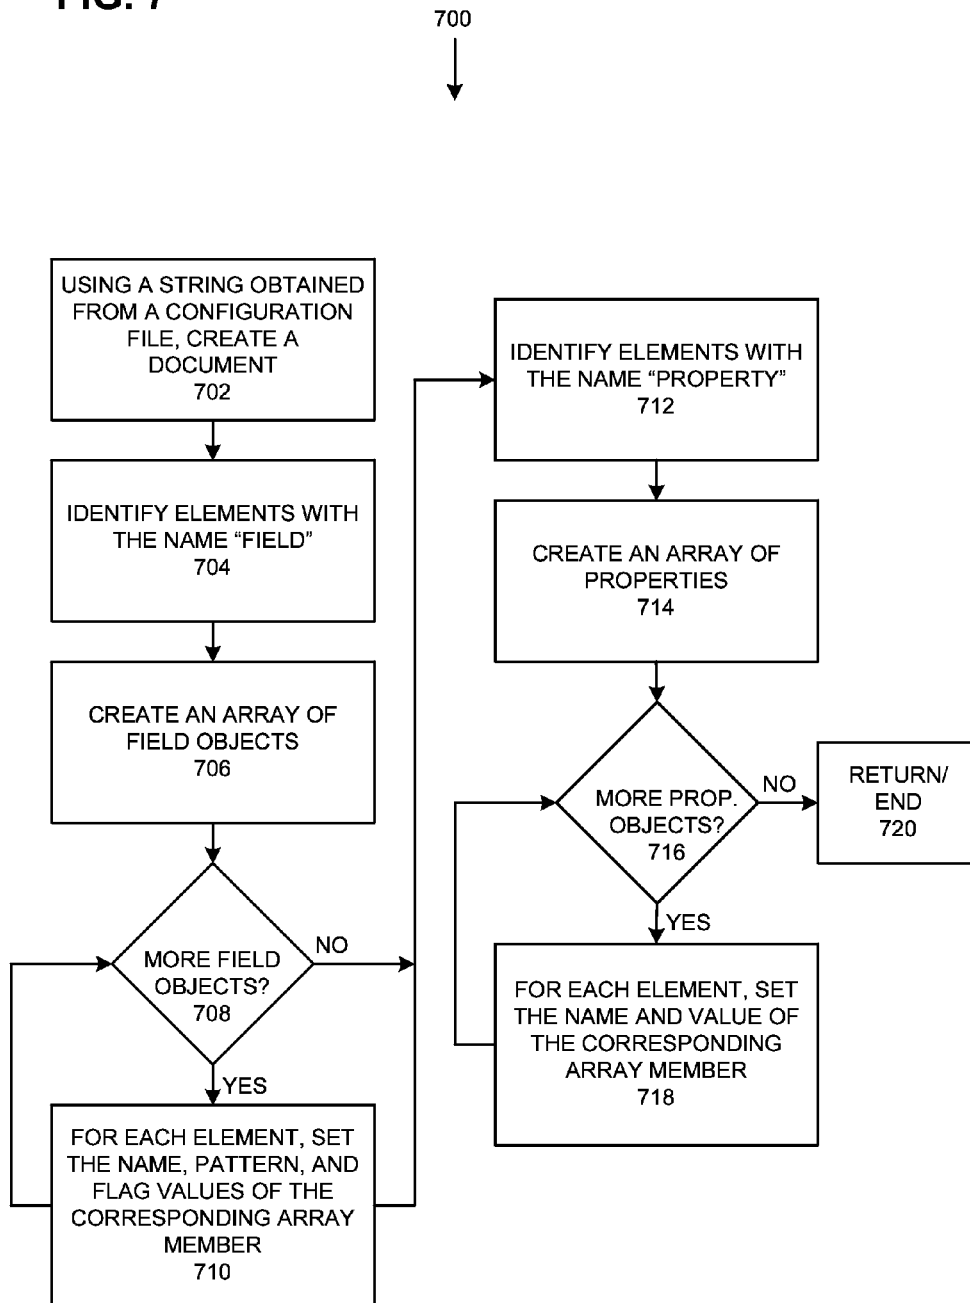 FIG. 7
700
USING A STRING OBTAINED
FROM A CONFIGURATION
FILE, CREATE A
DOCUMENT
702
IDENTIFY ELEMENTS WITH
THE NAME “FIELD”
704
CREATE AN ARRAY OF
FIELD OBJECTS
706
MORE FIELD
OBJECTS?
708
NO
YES
FOR EACH ELEMENT, SET
THE NAME, PATTERN, AND
FLAG VALUES OF THE
CORRESPONDING ARRAY
MEMBER
710
IDENTIFY ELEMENTS WITH
THE NAME “PROPERTY”
712
CREATE AN ARRAY OF
PROPERTIES
714
MORE PROP.
OBJECTS?
716
NO
YES
RETURN/
END
720
FOR EACH ELEMENT, SET
THE NAME AND VALUE OF
THE CORRESPONDING
ARRAY MEMBER
718